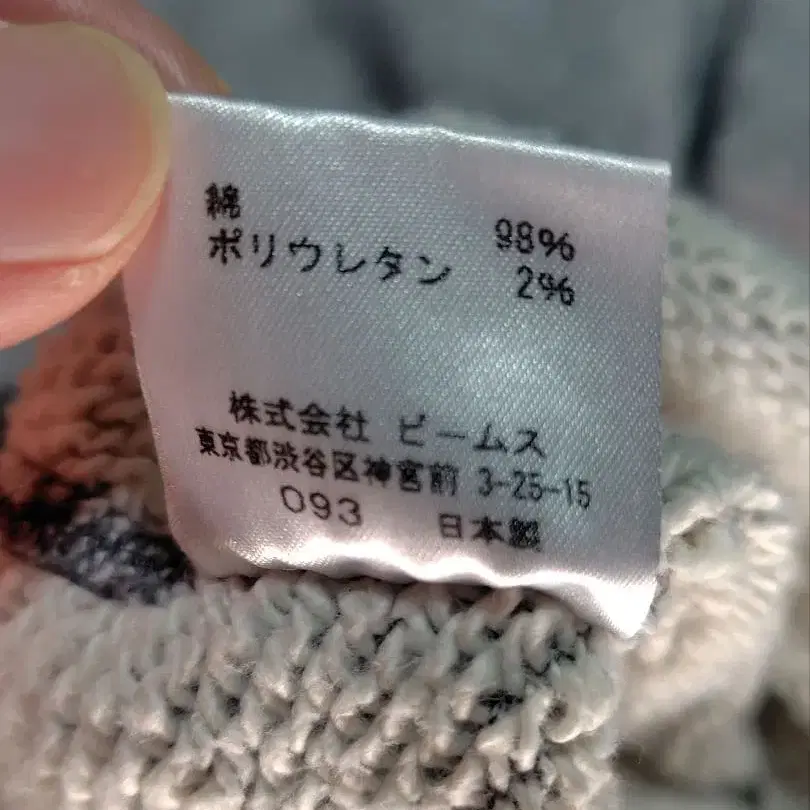 綿 98%
ポリウレタン 2%
株式会社 ビームス
東京都渋谷区神宮前 3-25-15
093 日本製